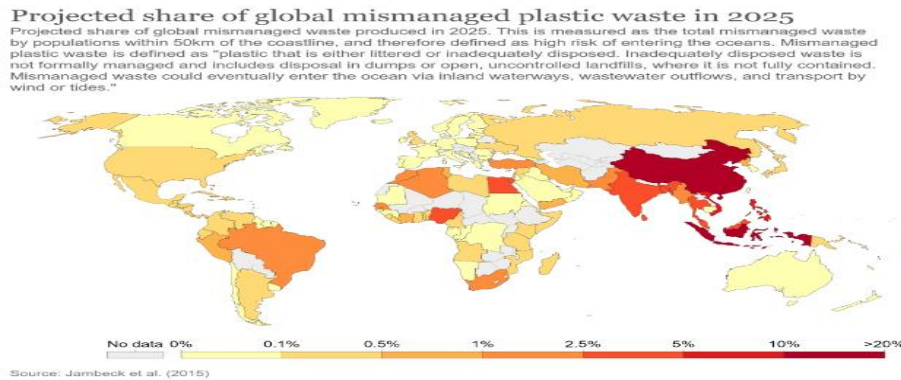 Projected share of global mismanaged plastic waste in 2025
Projected share of global mismanaged waste produced in 2025. This is measured as the total mismanaged waste
by populations within 50km of the coastline, and therefore defined as high risk of entering the oceans. Mismanaged
plastic waste is defined as "plastic that is either littered or inadequately disposed. Inadequately disposed waste is
not formally managed and includes disposal in dumps or open, uncontrolled landfills, where it is not fully contained.
Mismanaged waste could eventually enter the ocean via inland waterways, wastewater outflows, and transport by
wind or tides."
No data 0% 0.1% 0.5% 1% 2.5% 5% 10% >20%
Source: Jambeck et al. (2015)